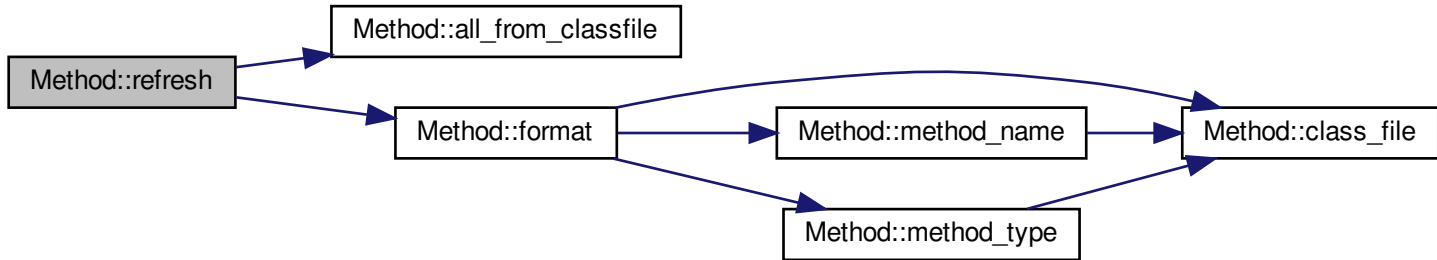 Method::refresh
Method::all_from_classfile
Method::format
Method::method_name
Method::method_type
Method::class_file